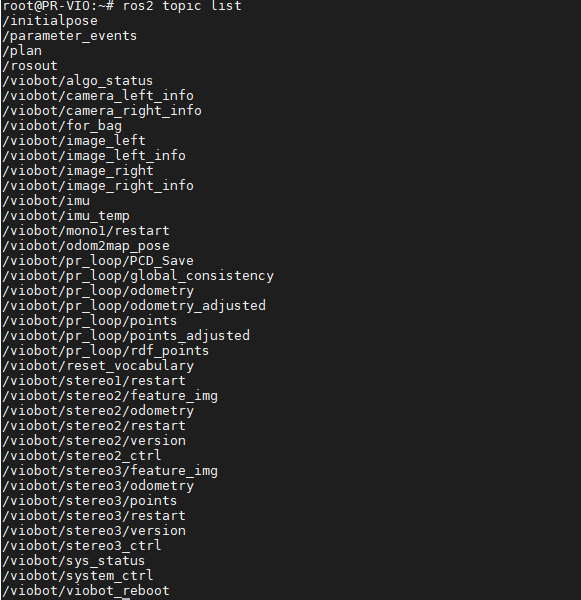 root@PR-VIO:~# ros2 topic list
/initialpose
/parameter_events
/plan
/rosout
/viobot/algo_status
/viobot/camera_left_info
/viobot/camera_right_info
/viobot/for_bag
/viobot/image_left
/viobot/image_left_info
/viobot/image_right
/viobot/image_right_info
/viobot/imu
/viobot/imu_temp
/viobot/mono1/restart
/viobot/odom2map_pose
/viobot/pr_loop/PCD_Save
/viobot/pr_loop/global_consistency
/viobot/pr_loop/odometry
/viobot/pr_loop/odometry_adjusted
/viobot/pr_loop/points
/viobot/pr_loop/points_adjusted
/viobot/pr_loop/rdf_points
/viobot/reset_vocabulary
/viobot/stereo1/restart
/viobot/stereo2/feature_img
/viobot/stereo2/odometry
/viobot/stereo2/restart
/viobot/stereo2/version
/viobot/stereo2_ctrl
/viobot/stereo3/feature_img
/viobot/stereo3/odometry
/viobot/stereo3/points
/viobot/stereo3/restart
/viobot/stereo3/version
/viobot/stereo3_ctrl
/viobot/sys_status
/viobot/system_ctrl
/viobot/viobot_reboot